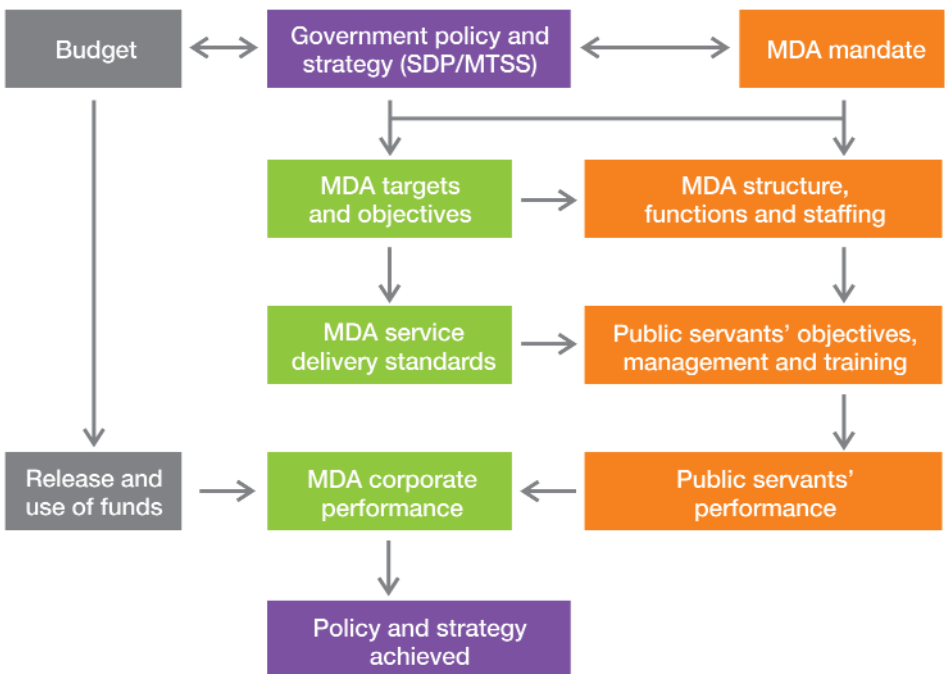 Budget
Government policy and
strategy (SDP/MTSS)
MDA mandate
MDA targets
and objectives
MDA structure,
functions and staffing
MDA service
delivery standards
Public servants’ objectives,
management and training
Release and
use of funds
MDA corporate
performance
Public servants’
performance
Policy and strategy
achieved